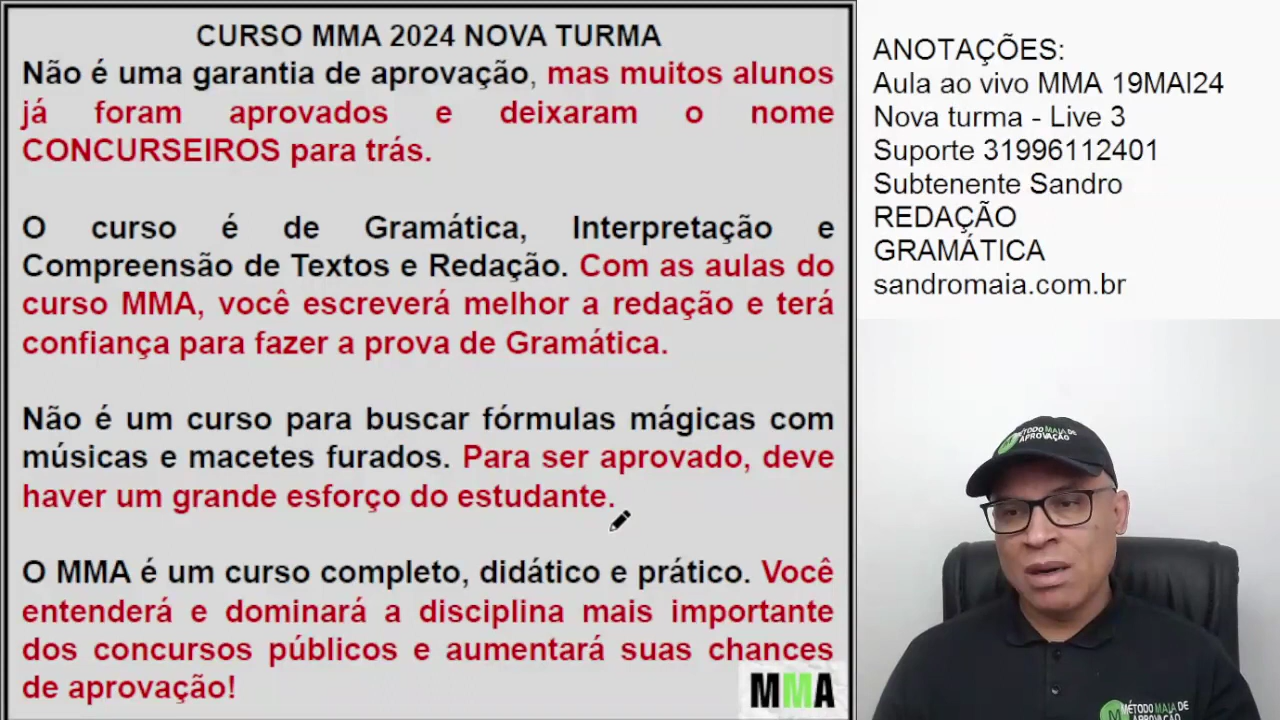 CURSO MMA 2024 NOVA TURMA
Não é uma garantia de aprovação, mas muitos alunos
já foram aprovados e deixaram o nome
CONCURSEIROS para trás.
O curso é de Gramática, Interpretação e
Compreensão de Textos e Redação. Com as aulas do
curso MMA, você escreverá melhor a redação e terá
confiança para fazer a prova de Gramática.
Não é um curso para buscar fórmulas mágicas com
músicas e macetes furados. Para ser aprovado, deve
haver um grande esforço do estudante.
O MMA é um curso completo, didático e prático. Você
entenderá e dominará a disciplina mais importante
dos concursos públicos e aumentará suas chances
de aprovação!
MMA
ANOTAÇÕES:
Aula ao vivo MMA 19MAI24
Nova turma - Live 3
Suporte 31996112401
Subtenente Sandro
REDAÇÃO
GRAMÁTICA
sandromaia.com.br
MÉTODO MAIA DE
APROVAÇÃO
M MÉTODO MAIA DE
APROVAÇÃO